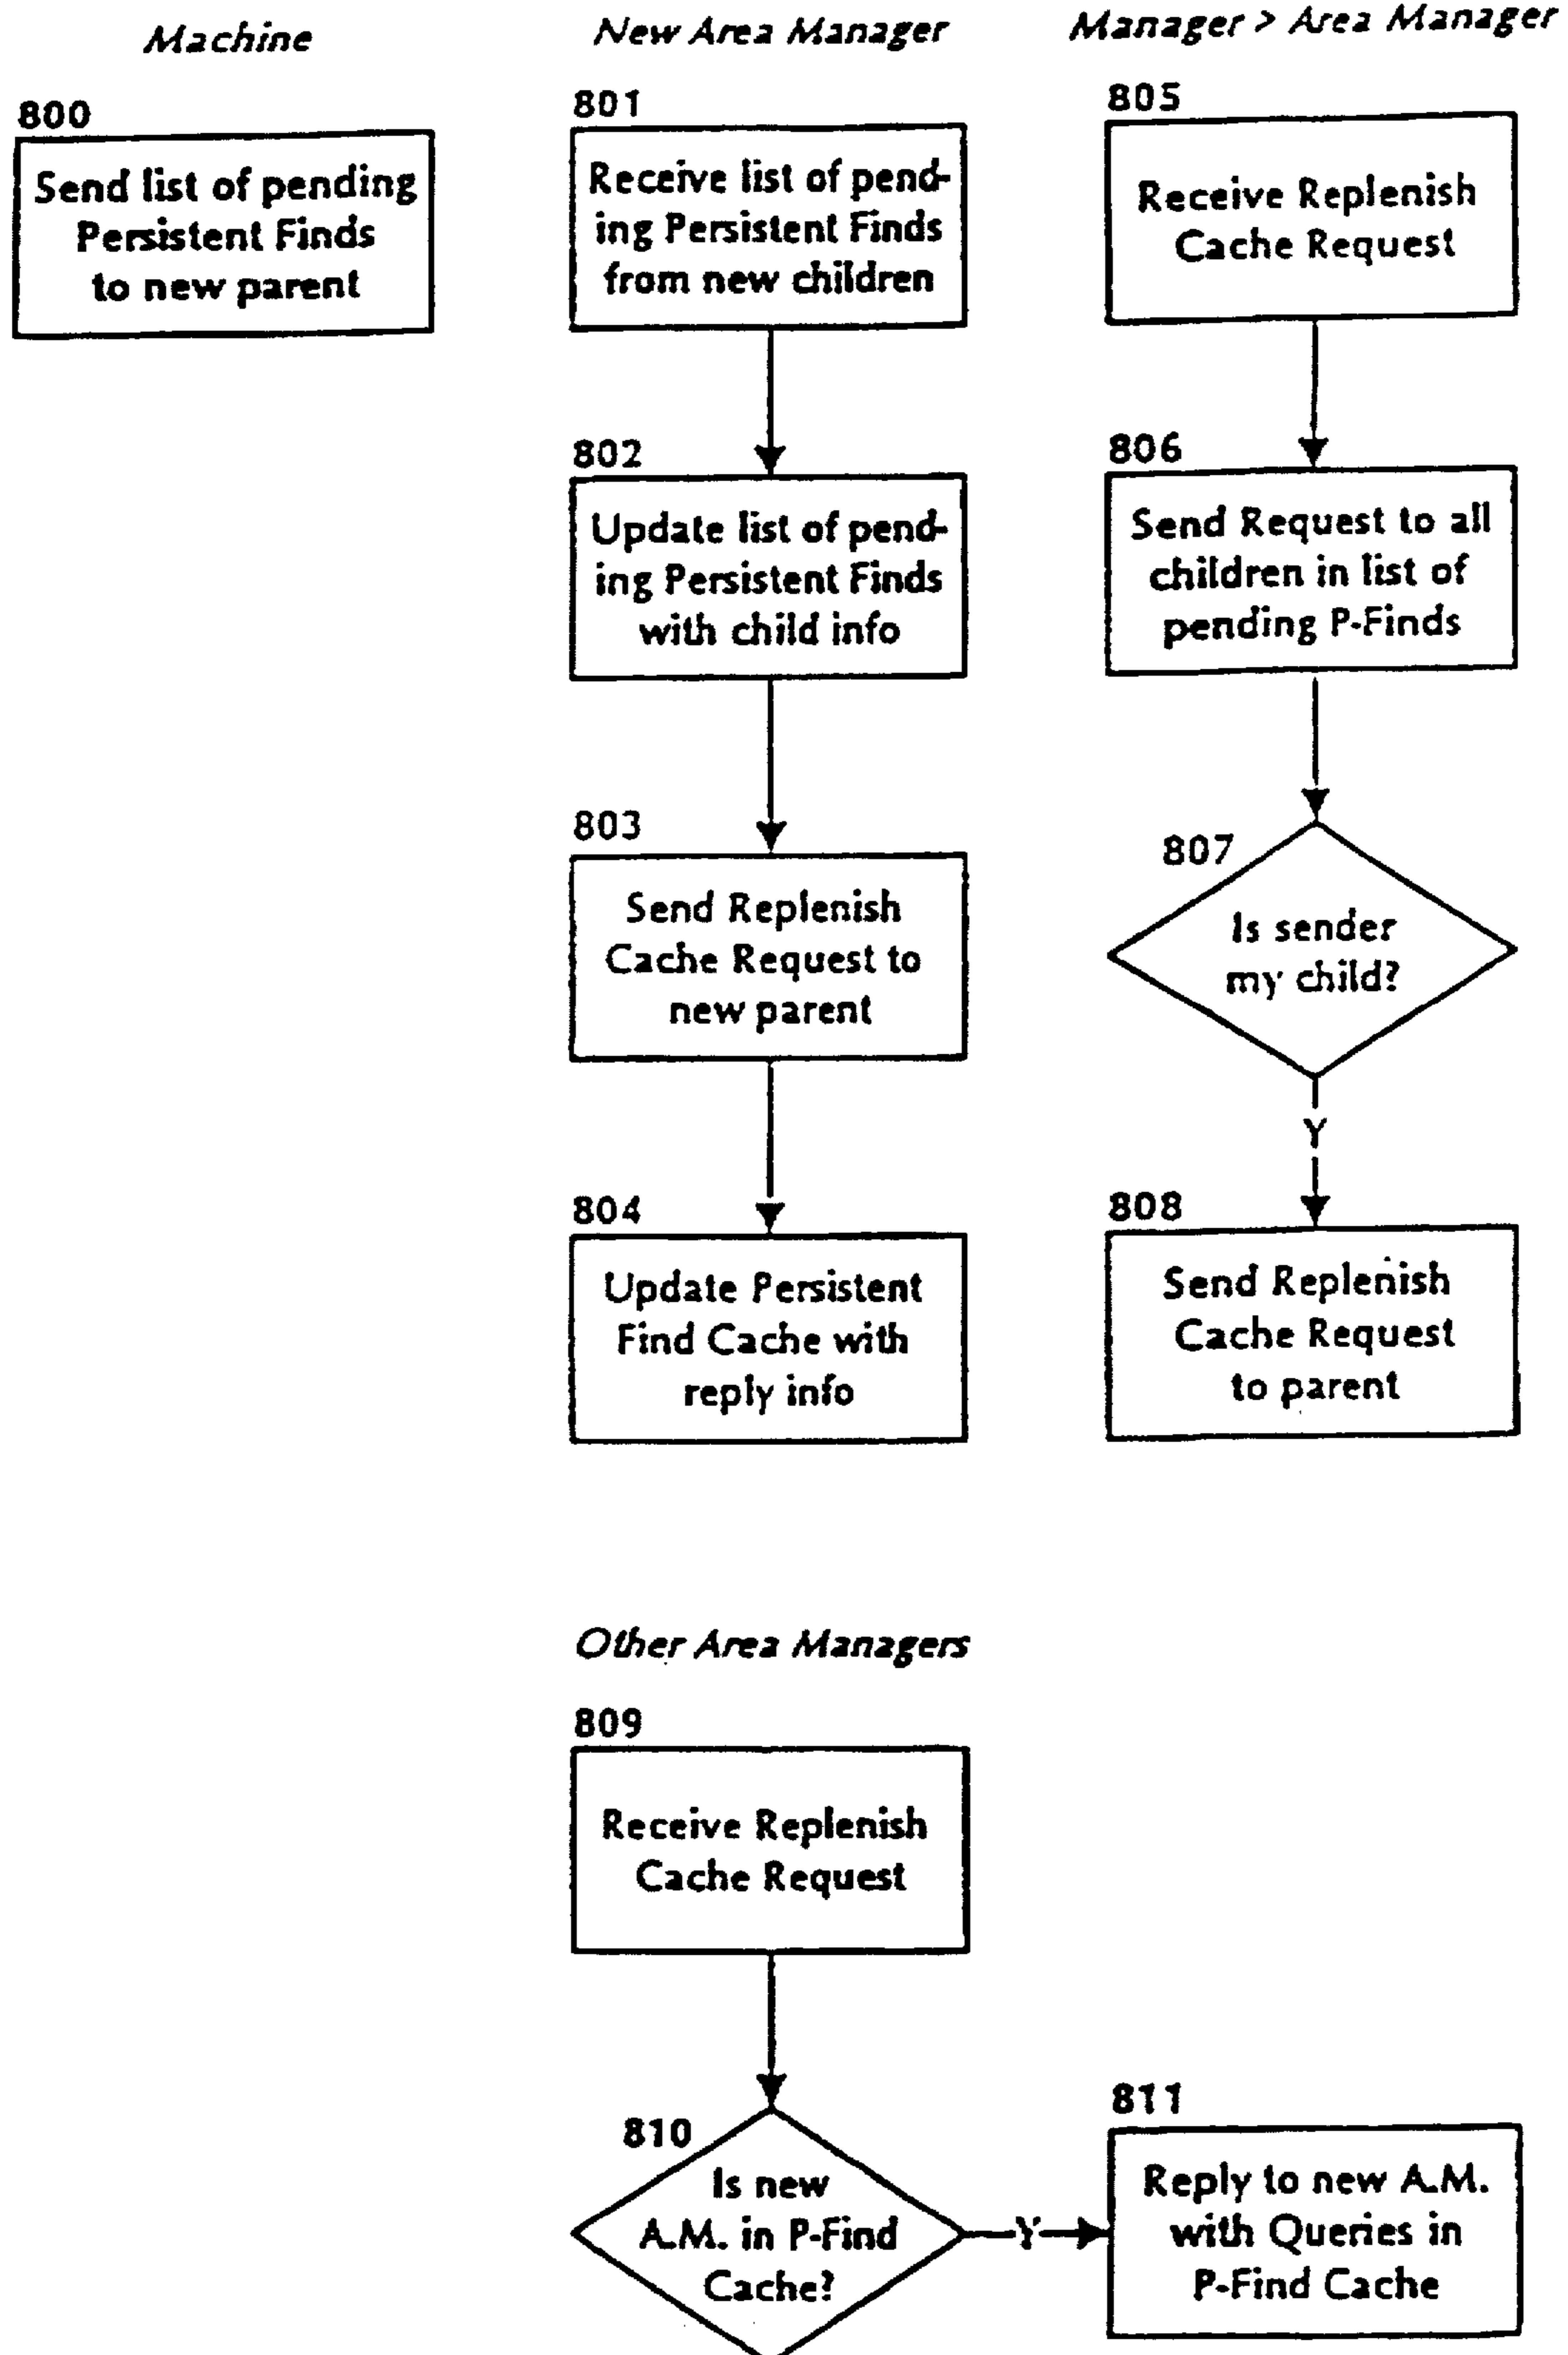 Machine
800
Send list of pending
Persistent Finds
to new parent
New Area Manager
801
Receive list of pend-
ing Persistent Finds
from new children
802
Update list of pend-
ing Persistent Finds
with child info
803
Send Replenish
Cache Request to
new parent
804
Update Persistent
Find Cache with
reply info
Manager > Area Manager
805
Receive Replenish
Cache Request
806
Send Request to all
children in list of
pending P-Finds
807
Is sender
my child?
Y
808
Send Replenish
Cache Request
to parent
Other Area Managers
809
Receive Replenish
Cache Request
810
Is new
A.M. in P-Find
Cache?
Y
811
Reply to new A.M.
with Queries in
P-Find Cache